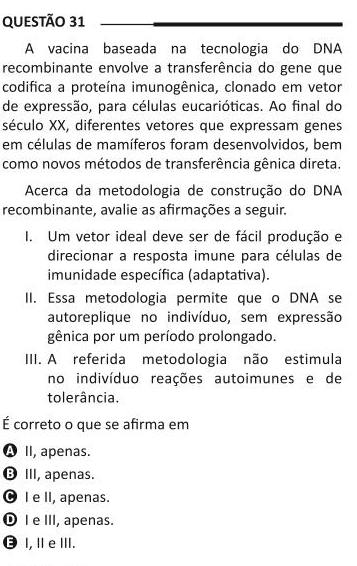 QUESTÃO 31
A vacina baseada na tecnologia do DNA
recombinante envolve a transferência do gene que
codifica a proteína imunogênica, clonado em vetor
de expressão, para células eucarióticas. Ao final do
século XX, diferentes vetores que expressam genes
em células de mamíferos foram desenvolvidos, bem
como novos métodos de transferência gênica direta.
Acerca da metodologia de construção do DNA
recombinante, avalie as afirmações a seguir.
I. Um vetor ideal deve ser de fácil produção e
direcionar a resposta imune para células de
imunidade específica (adaptativa).
II. Essa metodologia permite que o DNA se
autoreplique no indivíduo, sem expressão
gênica por um período prolongado.
III. A referida metodologia não estimula
no indivíduo reações autoimunes e de
tolerância.
É correto o que se afirma em
A II, apenas.
B III, apenas.
C I e II, apenas.
D I e III, apenas.
E I, II e III.